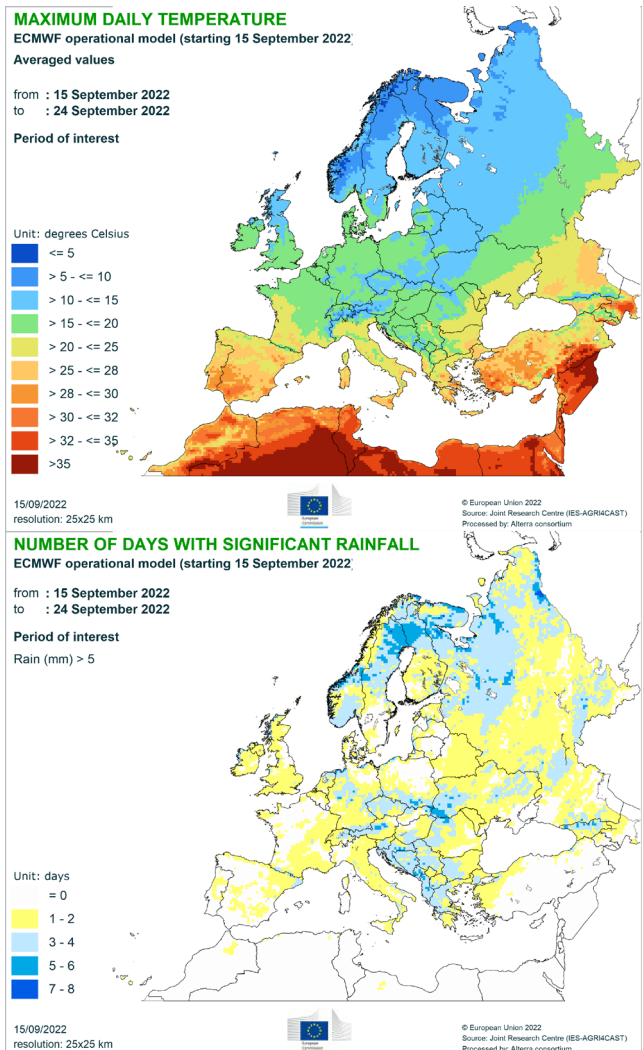 MAXIMUM DAILY TEMPERATURE
ECMWF operational model (starting 15 September 2022)
Averaged values
from : 15 September 2022
to : 24 September 2022
Period of interest
Unit: degrees Celsius
<= 5
> 5 - <= 10
> 10 - <= 15
> 15 - <= 20
> 20 - <= 25
> 25 - <= 28
> 28 - <= 30
> 30 - <= 32
> 32 - <= 35
>35
15/09/2022
resolution: 25x25 km
European
Commission
© European Union 2022
Source: Joint Research Centre (IES-AGRI4CAST)
Processed by: Alterra consortium
NUMBER OF DAYS WITH SIGNIFICANT RAINFALL
ECMWF operational model (starting 15 September 2022)
from : 15 September 2022
to : 24 September 2022
Period of interest
Rain (mm) > 5
Unit: days
= 0
1 - 2
3 - 4
5 - 6
7 - 8
15/09/2022
resolution: 25x25 km
European
Commission
© European Union 2022
Source: Joint Research Centre (IES-AGRI4CAST)
Processed by: Alterra consortium